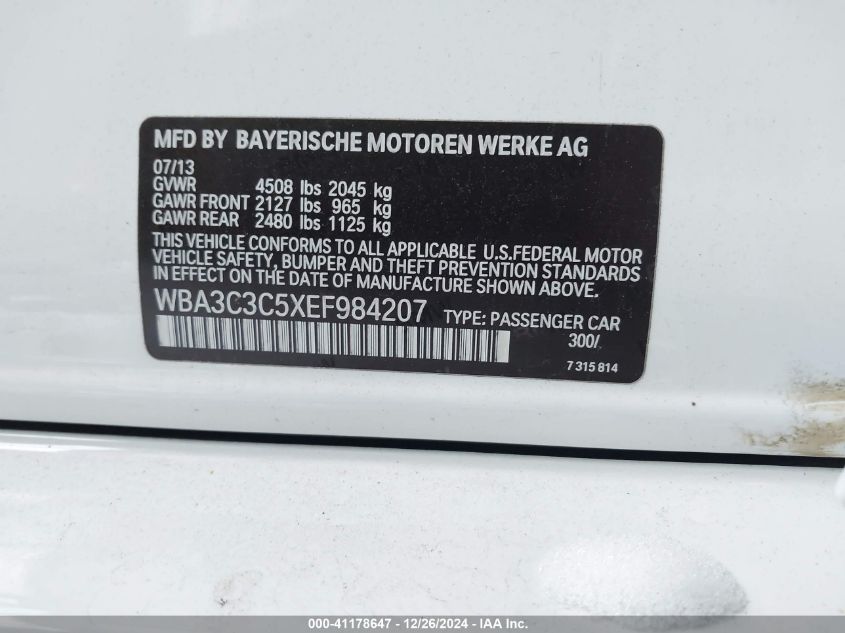 MFD BY BAYERISCHE MOTOREN WERKE AG
07/13
GVWR 4508 lbs 2045 kg
GAWR FRONT 2127 lbs 965 kg
GAWR REAR 2480 lbs 1125 kg
THIS VEHICLE CONFORMS TO ALL APPLICABLE U.S.FEDERAL MOTOR
VEHICLE SAFETY, BUMPER AND THEFT PREVENTION STANDARDS
IN EFFECT ON THE DATE OF MANUFACTURE SHOWN ABOVE.
WBA3C3C5XEF984207 TYPE: PASSENGER CAR
300/.
7 315 814
000-41178647 - 12/26/2024 - IAA Inc.